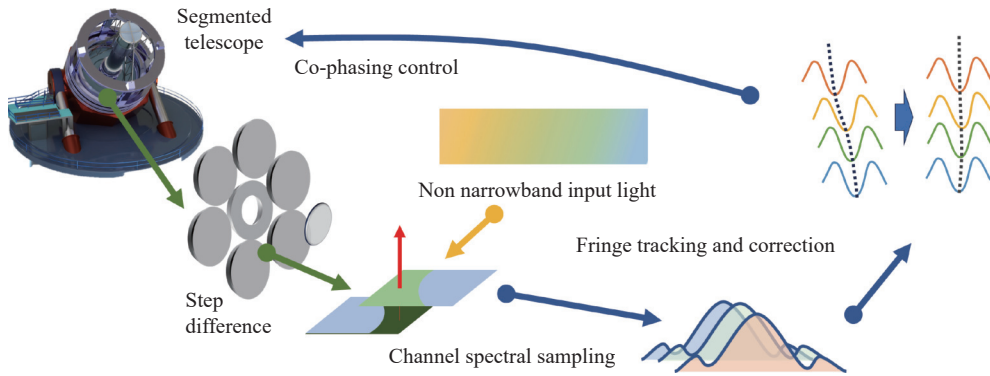 Segmented
telescope
Co-phasing control
Non narrowband input light
Fringe tracking and correction
Step
difference
Channel spectral sampling